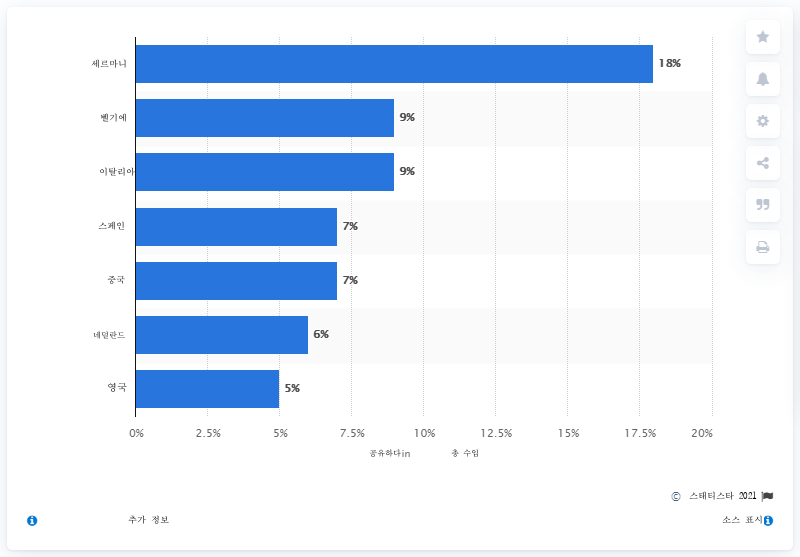 쎄르마니 18%
벨기에 9%
이탈리아 9%
스페인 7%
중국 7%
네덜란드 6%
영국 5%
0% 2.5% 5% 7.5% 10% 12.5% 15% 17.5% 20%
공유하다in 총 수입
© 스태티스타 2021
추가 정보 소스 표시